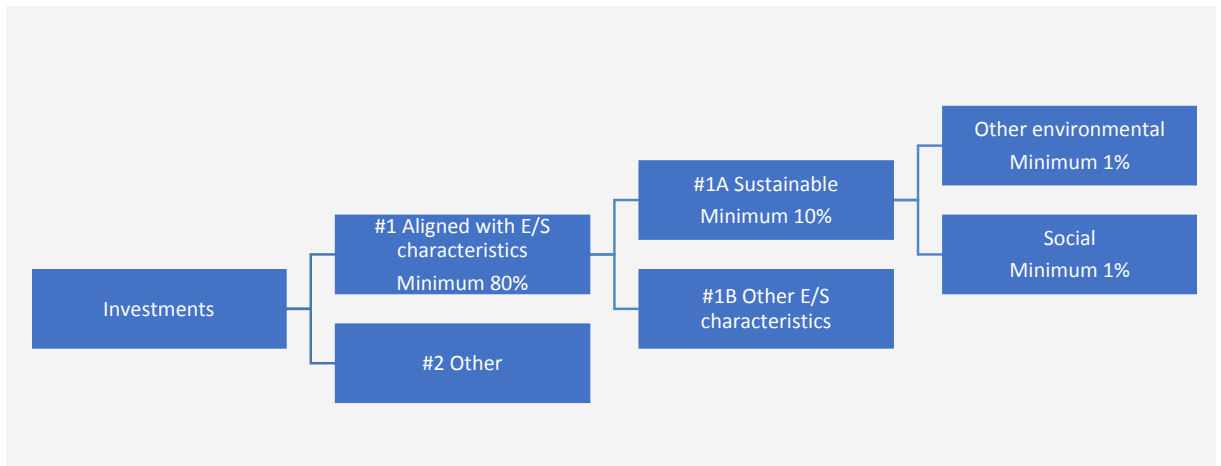 Investments
#1 Aligned with E/S
characteristics
Minimum 80%
#2 Other
#1A Sustainable
Minimum 10%
#1B Other E/S
characteristics
Other environmental
Minimum 1%
Social
Minimum 1%